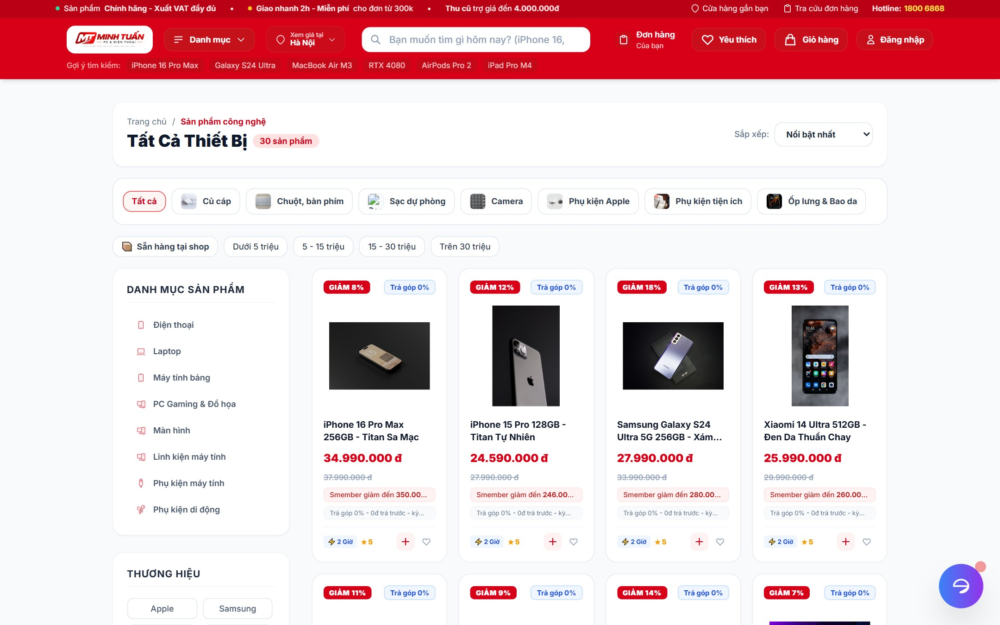 Sản phẩm Chính hãng - Xuất VAT đầy đủ • Giao nhanh 2h - Miễn phí cho đơn từ 300k • Thu cũ trợ giá đến 4.000.000đ
Cửa hàng gần bạn Tra cứu đơn hàng Hotline: 1800 6868
MT MINH TUẤN
PC & ĐIỆN THOẠI
Danh mục
Xem giá tại
Hà Nội
Bạn muốn tìm gì hôm nay? (iPhone 16,
Đơn hàng
Của bạn
Yêu thích
Giỏ hàng
Đăng nhập
Gợi ý tìm kiếm: iPhone 16 Pro Max Galaxy S24 Ultra MacBook Air M3 RTX 4080 AirPods Pro 2 iPad Pro M4
Trang chủ / Sản phẩm công nghệ
Tất Cả Thiết Bị 30 sản phẩm
Sắp xếp: Nổi bật nhất
Tất cả Củ cáp Chuột, bàn phím Sạc dự phòng Camera Phụ kiện Apple Phụ kiện tiện ích Ốp lưng & Bao da
Sẵn hàng tại shop Dưới 5 triệu 5 - 15 triệu 15 - 30 triệu Trên 30 triệu
DANH MỤC SẢN PHẨM
Điện thoại
Laptop
Máy tính bảng
PC Gaming & Đồ họa
Màn hình
Linh kiện máy tính
Phụ kiện máy tính
Phụ kiện di động
THƯƠNG HIỆU
Apple Samsung
GIẢM 8% Trả góp 0%
iPhone 16 Pro Max
256GB - Titan Sa Mạc
34.990.000 đ
37.990.000 đ
Smember giảm đến 350.00...
Trả góp 0% - 0đ trả trước - kỳ...
2 Giờ ★ 5
GIẢM 12% Trả góp 0%
iPhone 15 Pro 128GB -
Titan Tự Nhiên
24.590.000 đ
27.990.000 đ
Smember giảm đến 246.00...
Trả góp 0% - 0đ trả trước - kỳ...
2 Giờ ★ 5
GIẢM 18% Trả góp 0%
Samsung Galaxy S24
Ultra 5G 256GB - Xám...
27.990.000 đ
33.990.000 đ
Smember giảm đến 280.00...
Trả góp 0% - 0đ trả trước - kỳ...
2 Giờ ★ 5
GIẢM 13% Trả góp 0%
10:46
Xiaomi 14 Ultra 512GB -
Đen Da Thuần Chay
25.990.000 đ
29.990.000 đ
Smember giảm đến 260.00...
Trả góp 0% - 0đ trả trước - kỳ...
2 Giờ ★ 5
GIẢM 11% Trả góp 0%
GIẢM 9% Trả góp 0%
GIẢM 14% Trả góp 0%
GIẢM 7% Trả góp 0%